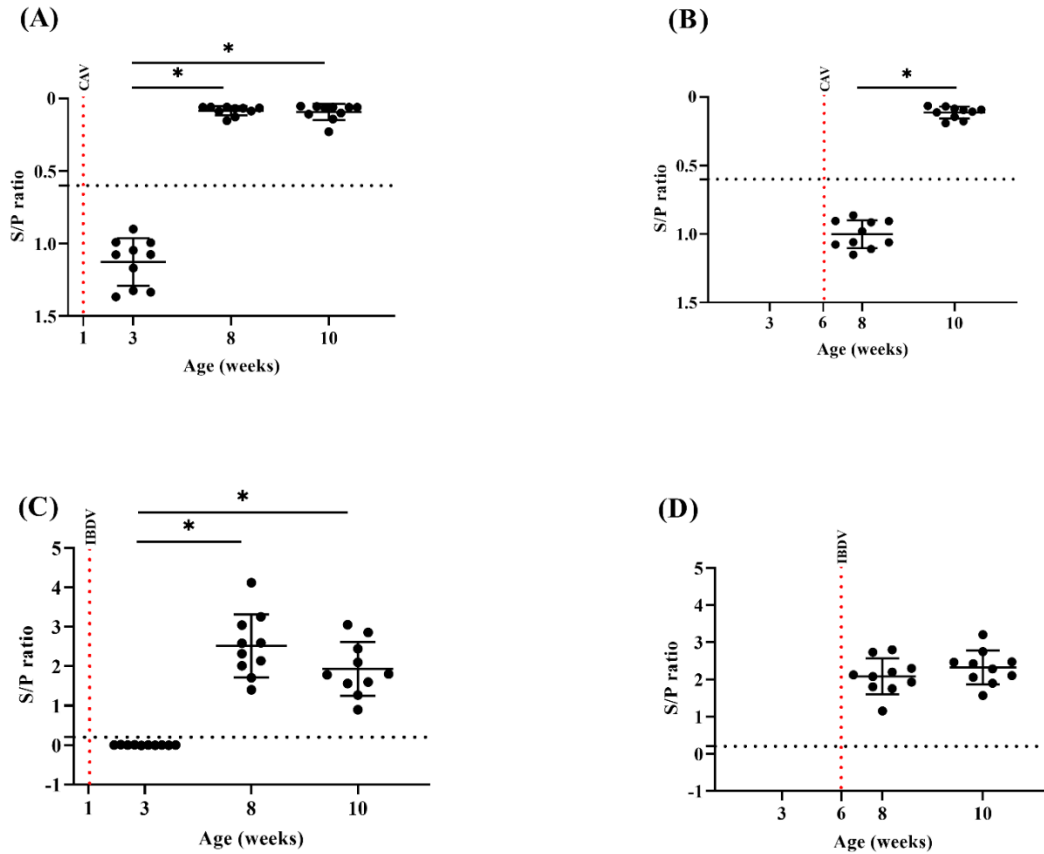 (A)
*
*
CAV
0
0.5
1.0
1.5
S/P ratio
1 3 8 10
Age (weeks)
(B)
*
CAV
0
0.5
1.0
1.5
S/P ratio
3 6 8 10
Age (weeks)
(C)
*
*
IBDV
5
4
3
2
1
0
-1
S/P ratio
1 3 8 10
Age (weeks)
(D)
IBDV
5
4
3
2
1
0
-1
S/P ratio
3 6 8 10
Age (weeks)